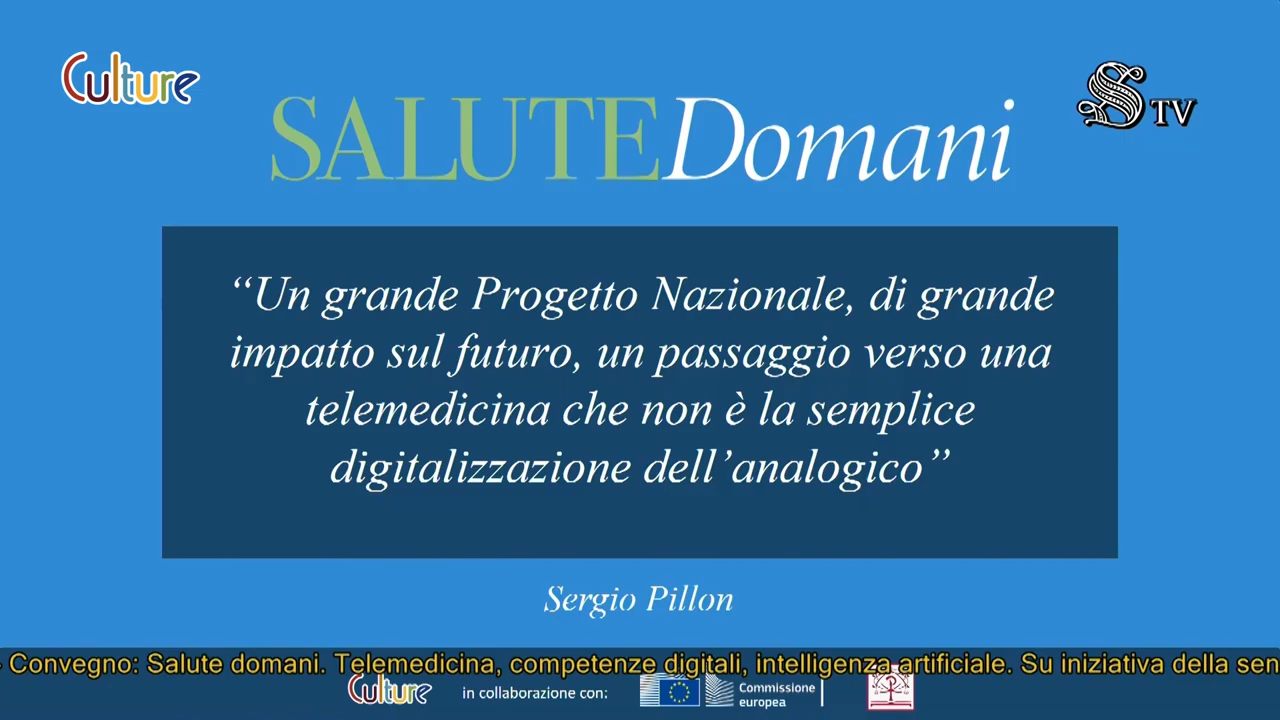 Culture
S TV
SALUTEDomani
“Un grande Progetto Nazionale, di grande
impatto sul futuro, un passaggio verso una
telemedicina che non è la semplice
digitalizzazione dell’analogico”
Sergio Pillon
- Convegno: Salute domani. Telemedicina, competenze digitali, intelligenza artificiale. Su iniziativa della sen
Culture in collaborazione con: Commissione
europea